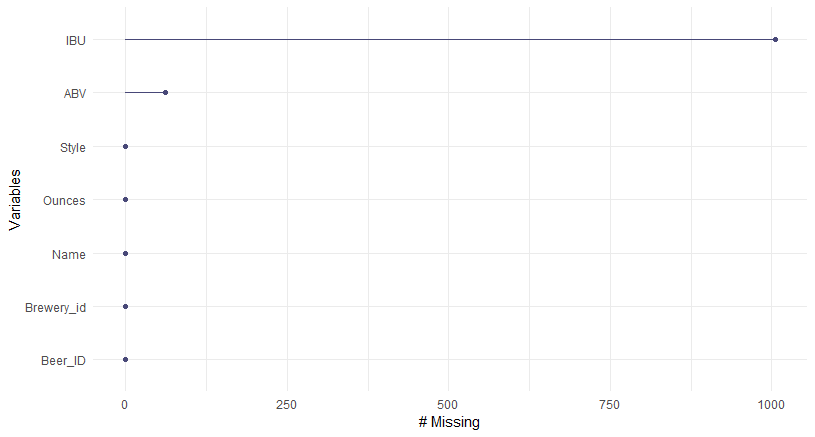 IBU
ABV
Style
Ounces
Name
Brewery_id
Beer_ID
Variables
0 250 500 750 1000
# Missing